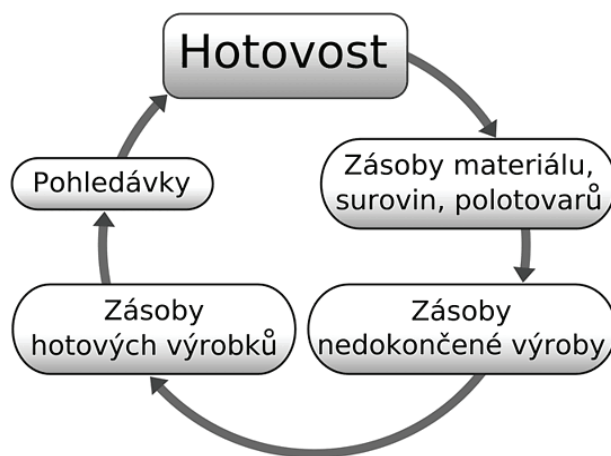 Hotovost
Zásoby materiálu,
surovin, polotovarů
Zásoby
nedokončené výroby
Zásoby
hotových výrobků
Pohledávky